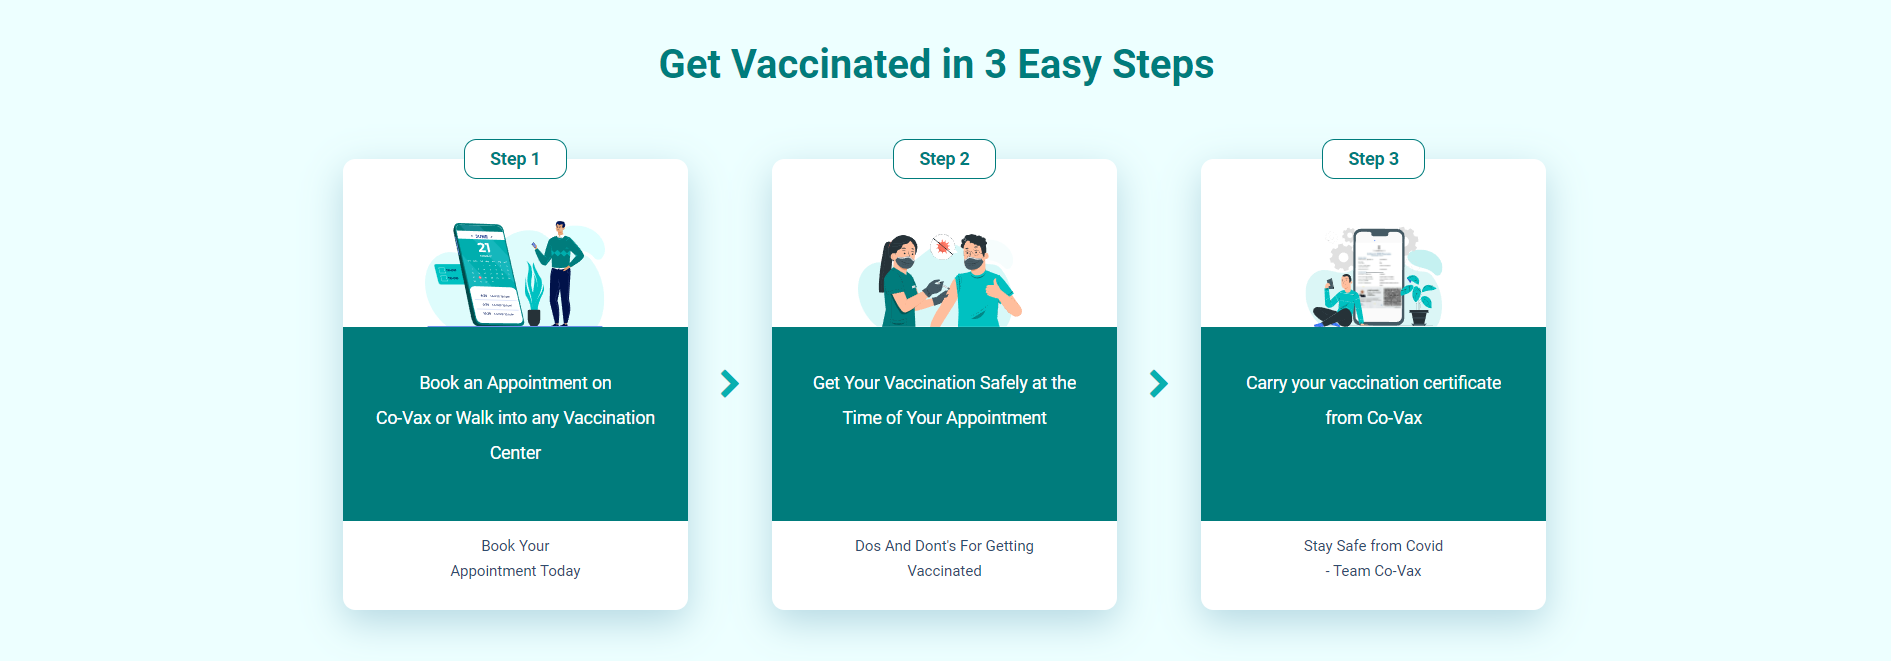 Get Vaccinated in 3 Easy Steps
Step 1
JUNE
21
Book an Appointment on
Co-Vax or Walk into any Vaccination
Center
Book Your
Appointment Today
Step 2
Get Your Vaccination Safely at the
Time of Your Appointment
Dos And Dont's For Getting
Vaccinated
Step 3
Carry your vaccination certificate
from Co-Vax
Stay Safe from Covid
- Team Co-Vax